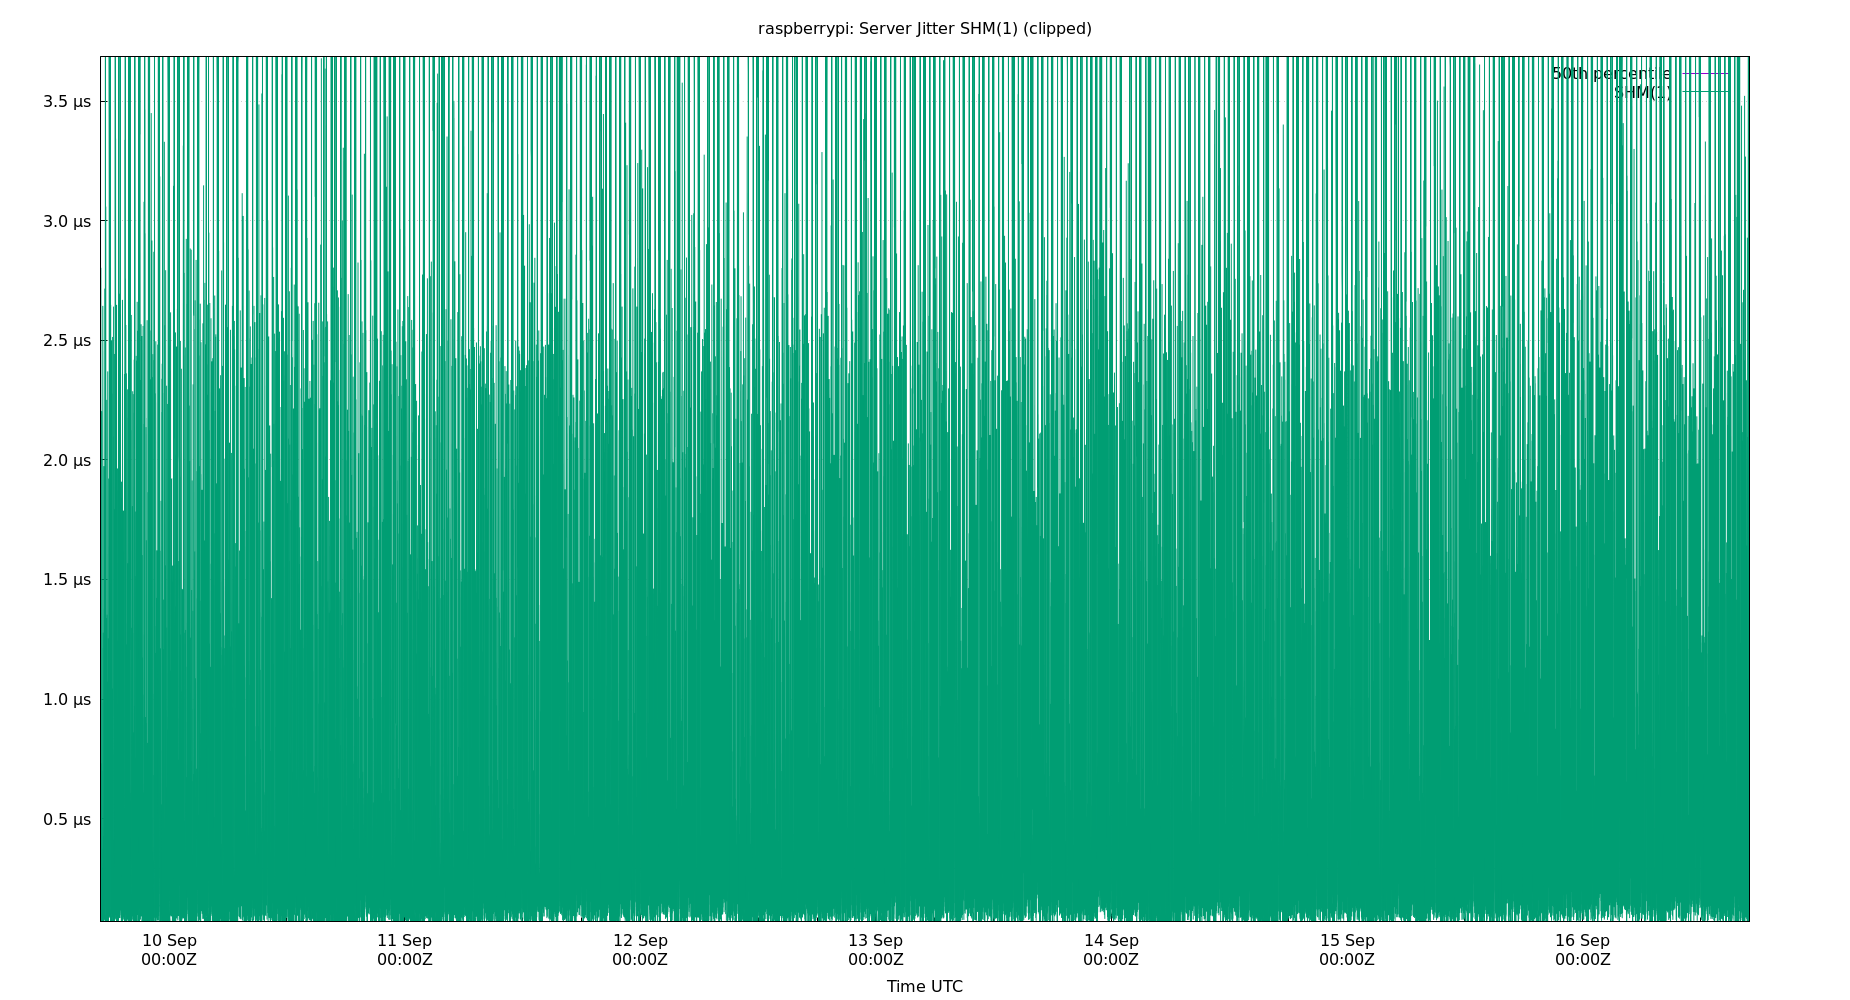 raspberrypi: Server Jitter SHM(1) (clipped)
50th percentile
SHM(1)
3.5 µs
3.0 µs
2.5 µs
2.0 µs
1.5 µs
1.0 µs
0.5 µs
10 Sep 11 Sep 12 Sep 13 Sep 14 Sep 15 Sep 16 Sep
00:00Z 00:00Z 00:00Z 00:00Z 00:00Z 00:00Z 00:00Z
Time UTC